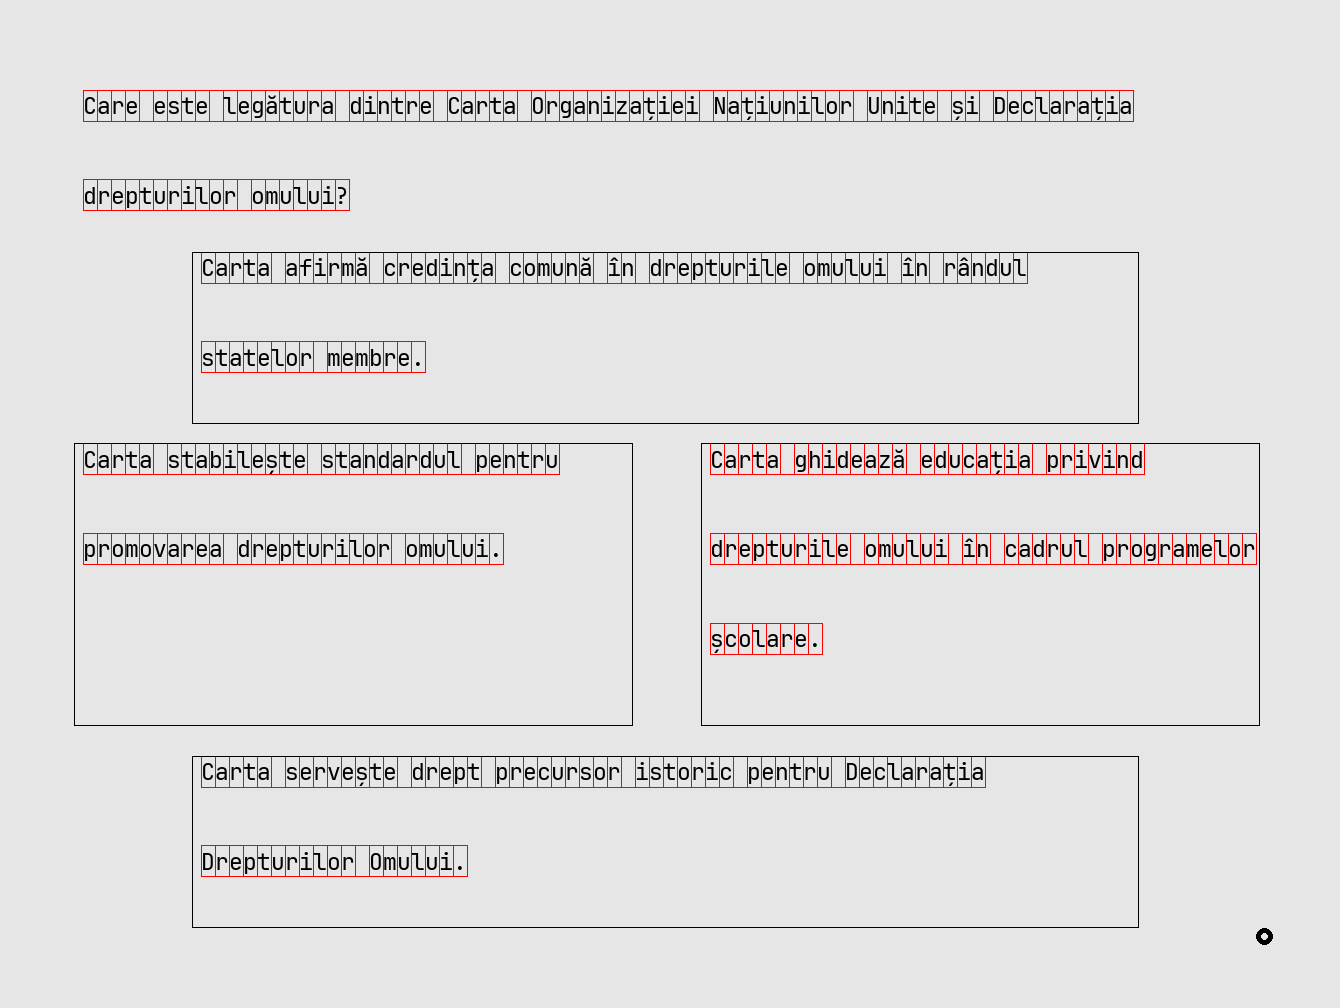 Care este legătura dintre Carta Organizației Națiunilor Unite și Declarația
drepturilor omului?
Carta afirmă credința comună în drepturile omului în rândul
statelor membre.
Carta stabilește standardul pentru
promovarea drepturilor omului.
Carta ghidează educația privind
drepturile omului în cadrul programelor
școlare.
Carta servește drept precursor istoric pentru Declarația
Drepturilor Omului.